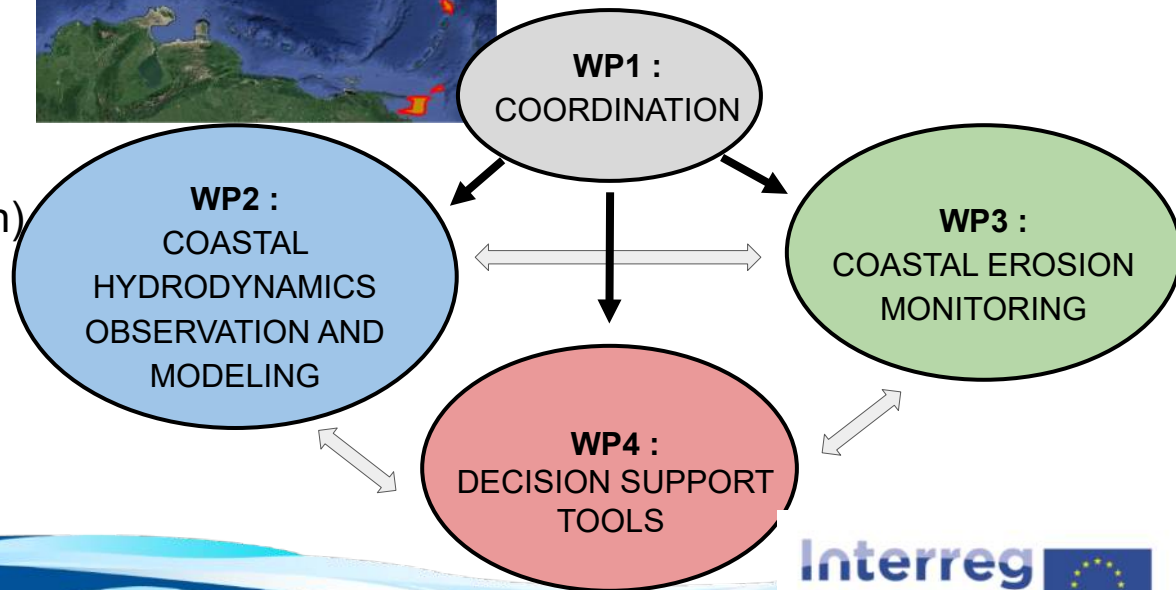 WP1 :
COORDINATION
WP2 :
COASTAL
HYDRODYNAMICS
OBSERVATION AND
MODELING
WP3 :
COASTAL EROSION
MONITORING
WP4 :
DECISION SUPPORT
TOOLS
Interreg